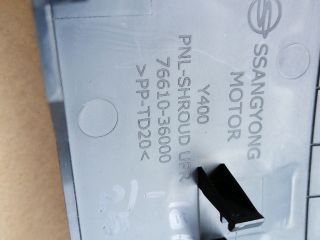 SSANGYONG
MOTOR
Y400
PNL-SHROUD UPR
76610-36000
>PP-TD20<